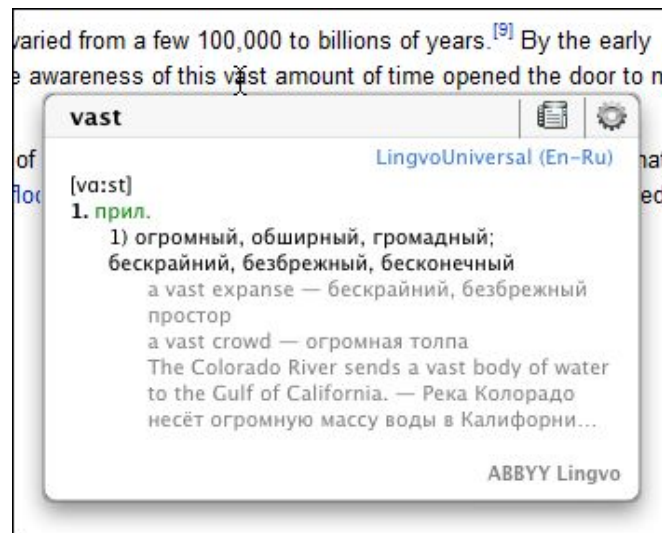 varied from a few 100,000 to billions of years.[9] By the early
awareness of this vast amount of time opened the door to
vast
of
LingvoUniversal (En-Ru)
[vɑːst]
1. прил.
1) огромный, обширный, громадный;
бескрайний, безбрежный, бесконечный
a vast expanse — бескрайний, безбрежный
простор
a vast crowd — огромная толпа
The Colorado River sends a vast body of water
to the Gulf of California. — Река Колорадо
несёт огромную массу воды в Калифорни...
ABBYY Lingvo